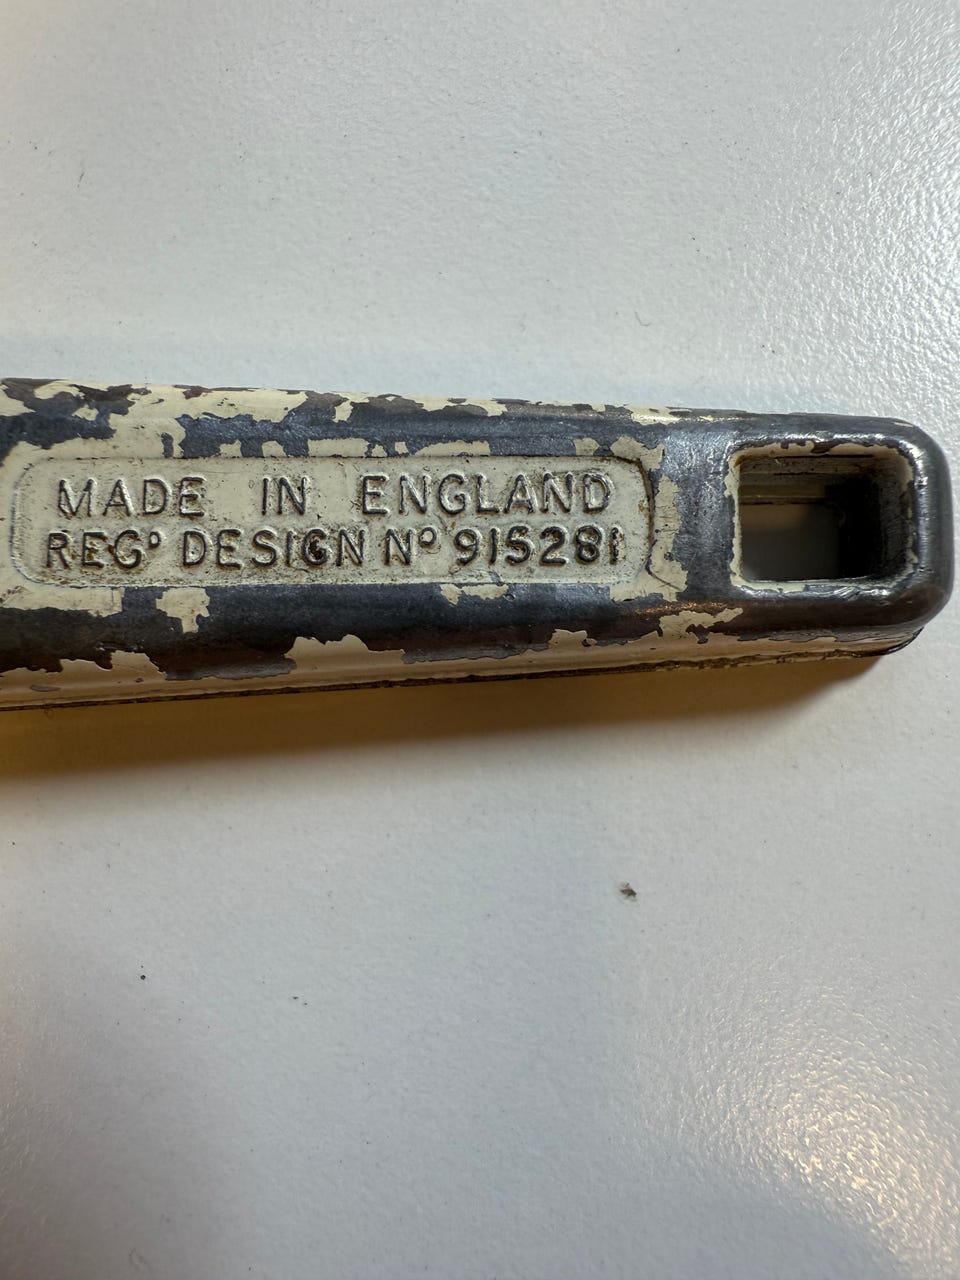 MADE IN ENGLAND
REGᴰ DESIGN Nº 915281